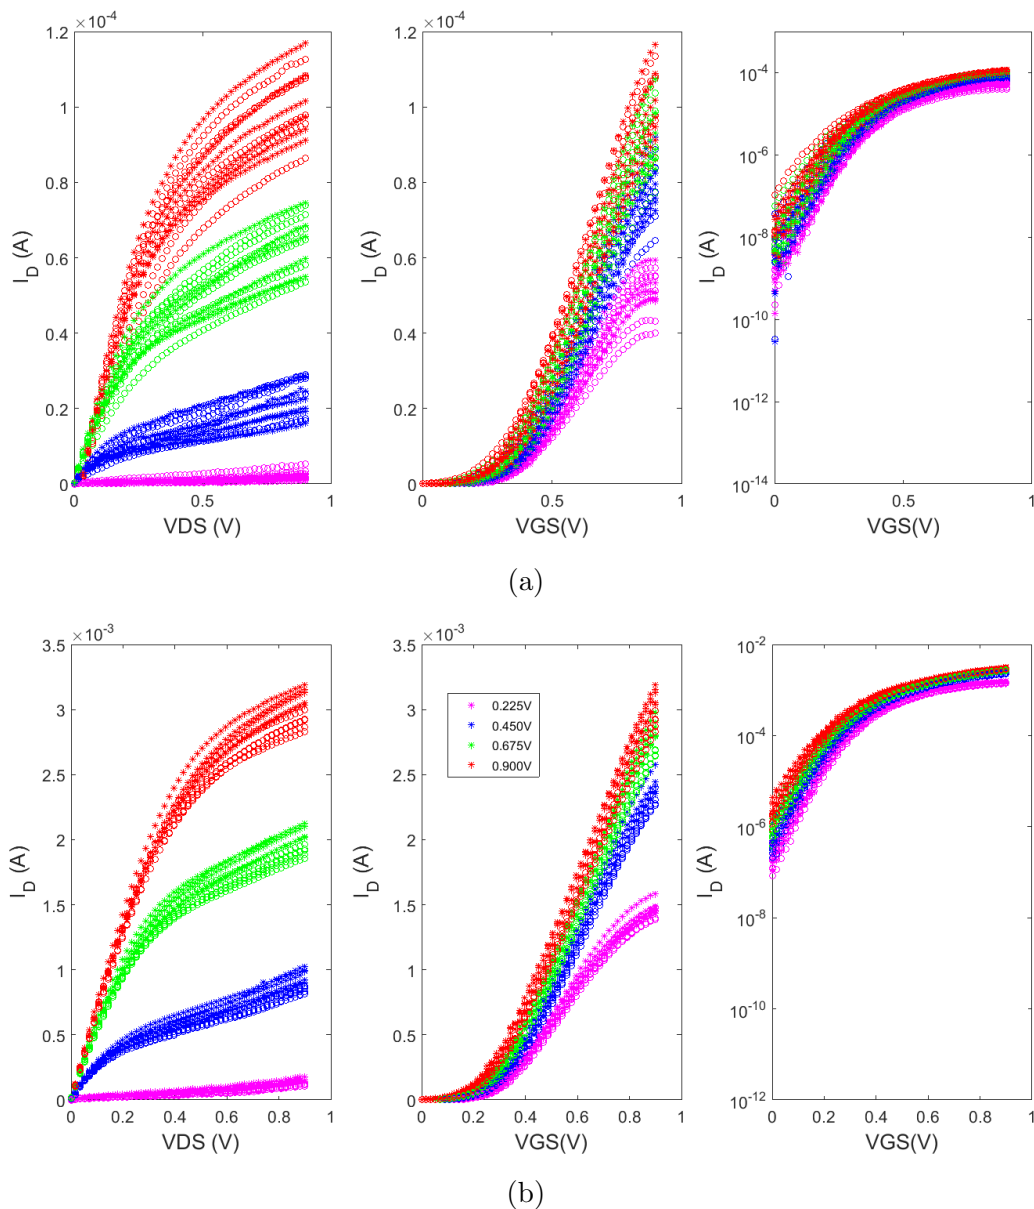 ×10⁻⁴ ×10⁻⁴
1.2 1.2
1 1 10⁻⁴
0.8 0.8 10⁻⁶
I_D (A) I_D (A) I_D (A)
0.6 0.6 10⁻⁸
0.4 0.4 10⁻¹⁰
0.2 0.2 10⁻¹²
0 0 10⁻¹⁴
0 0.5 1 0 0.5 1 0 0.5 1
VDS (V) VGS(V) VGS(V)
(a)
×10⁻³ ×10⁻³
3.5 3.5 10⁻²
3 3
0.225V
0.450V
0.675V
0.900V
2.5 2.5 10⁻⁴
2 2 10⁻⁶
I_D (A) I_D (A) I_D (A)
1.5 1.5 10⁻⁸
1 1 10⁻¹⁰
0.5 0.5
0 0 10⁻¹²
0 0.2 0.4 0.6 0.8 1 0 0.2 0.4 0.6 0.8 1 0 0.2 0.4 0.6 0.8 1
VDS (V) VGS(V) VGS(V)
(b)